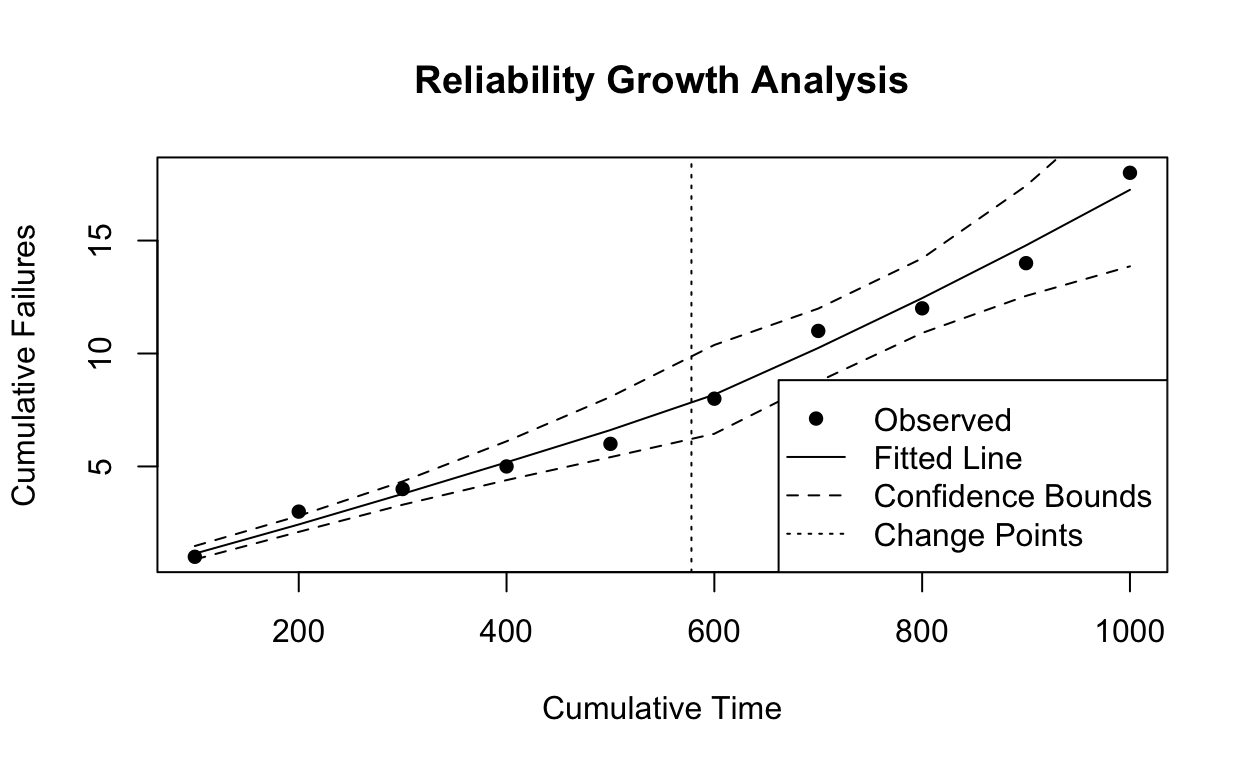 Reliability Growth Analysis
Cumulative Failures
15
10
5
Observed
Fitted Line
Confidence Bounds
Change Points
200 400 600 800 1000
Cumulative Time